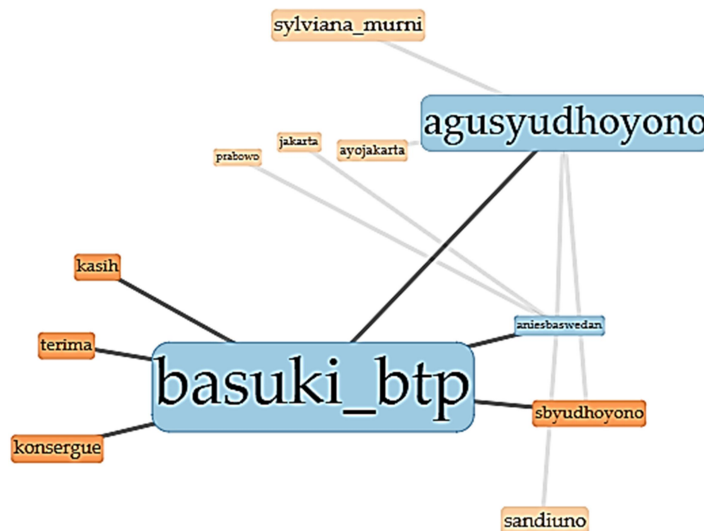 sylviana_murni
agusyudhoyono
jakarta
ayojakarta
prabowo
kasih
aniesbaswedan
terima
basuki_btp
sbyudhoyono
konsergue
sandiuno